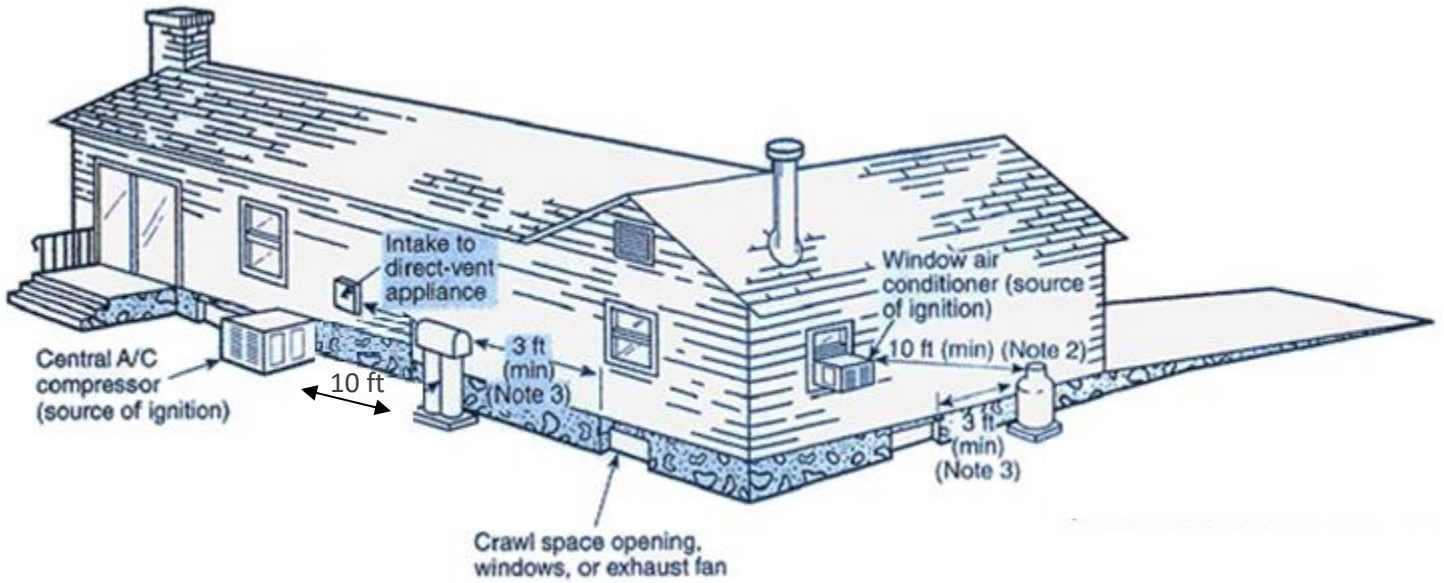 Intake to
direct-vent
appliance
Window air
conditioner (source
of ignition)
Central A/C
compressor
(source of ignition)
10 ft
3 ft
(min)
(Note 3)
10 ft (min) (Note 2)
3 ft
(min)
(Note 3)
Crawl space opening,
windows, or exhaust fan